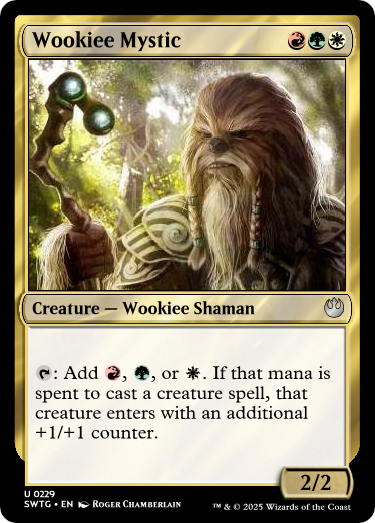 Wookiee Mystic
Creature — Wookiee Shaman
: Add , , or . If that mana is
spent to cast a creature spell, that
creature enters with an additional
+1/+1 counter.
2/2
U 0229
SWTG • EN Roger Chamberlain
™ & © 2025 Wizards of the Coast